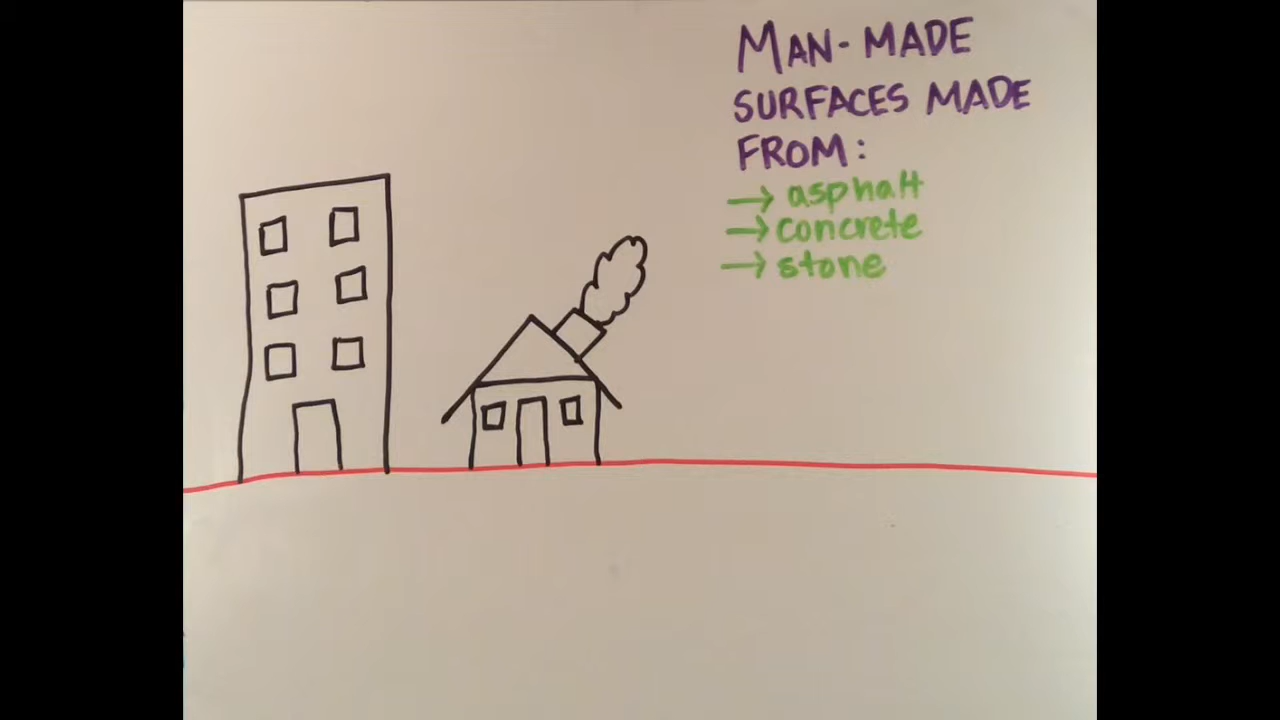 MAN-MADE
SURFACES MADE
FROM:
→ asphalt
→ concrete
→ stone